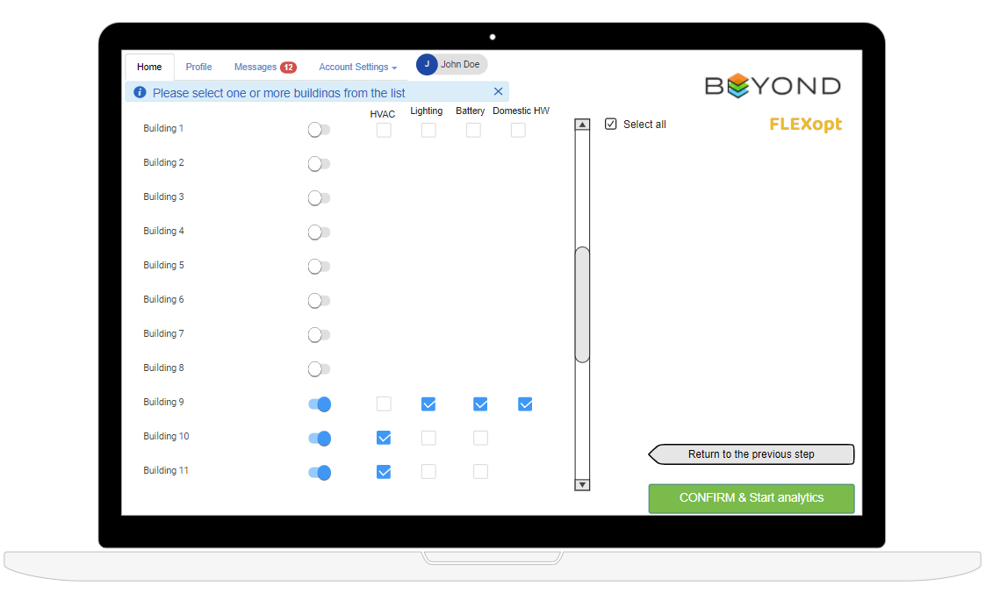 Home Profile Messages 12 Account Settings J John Doe
i Please select one or more buildings from the list
BEYOND
FLEXopt
HVAC Lighting Battery Domestic HW
Select all
Building 1
Building 2
Building 3
Building 4
Building 5
Building 6
Building 7
Building 8
Building 9
Building 10
Building 11
Return to the previous step
CONFIRM & Start analytics